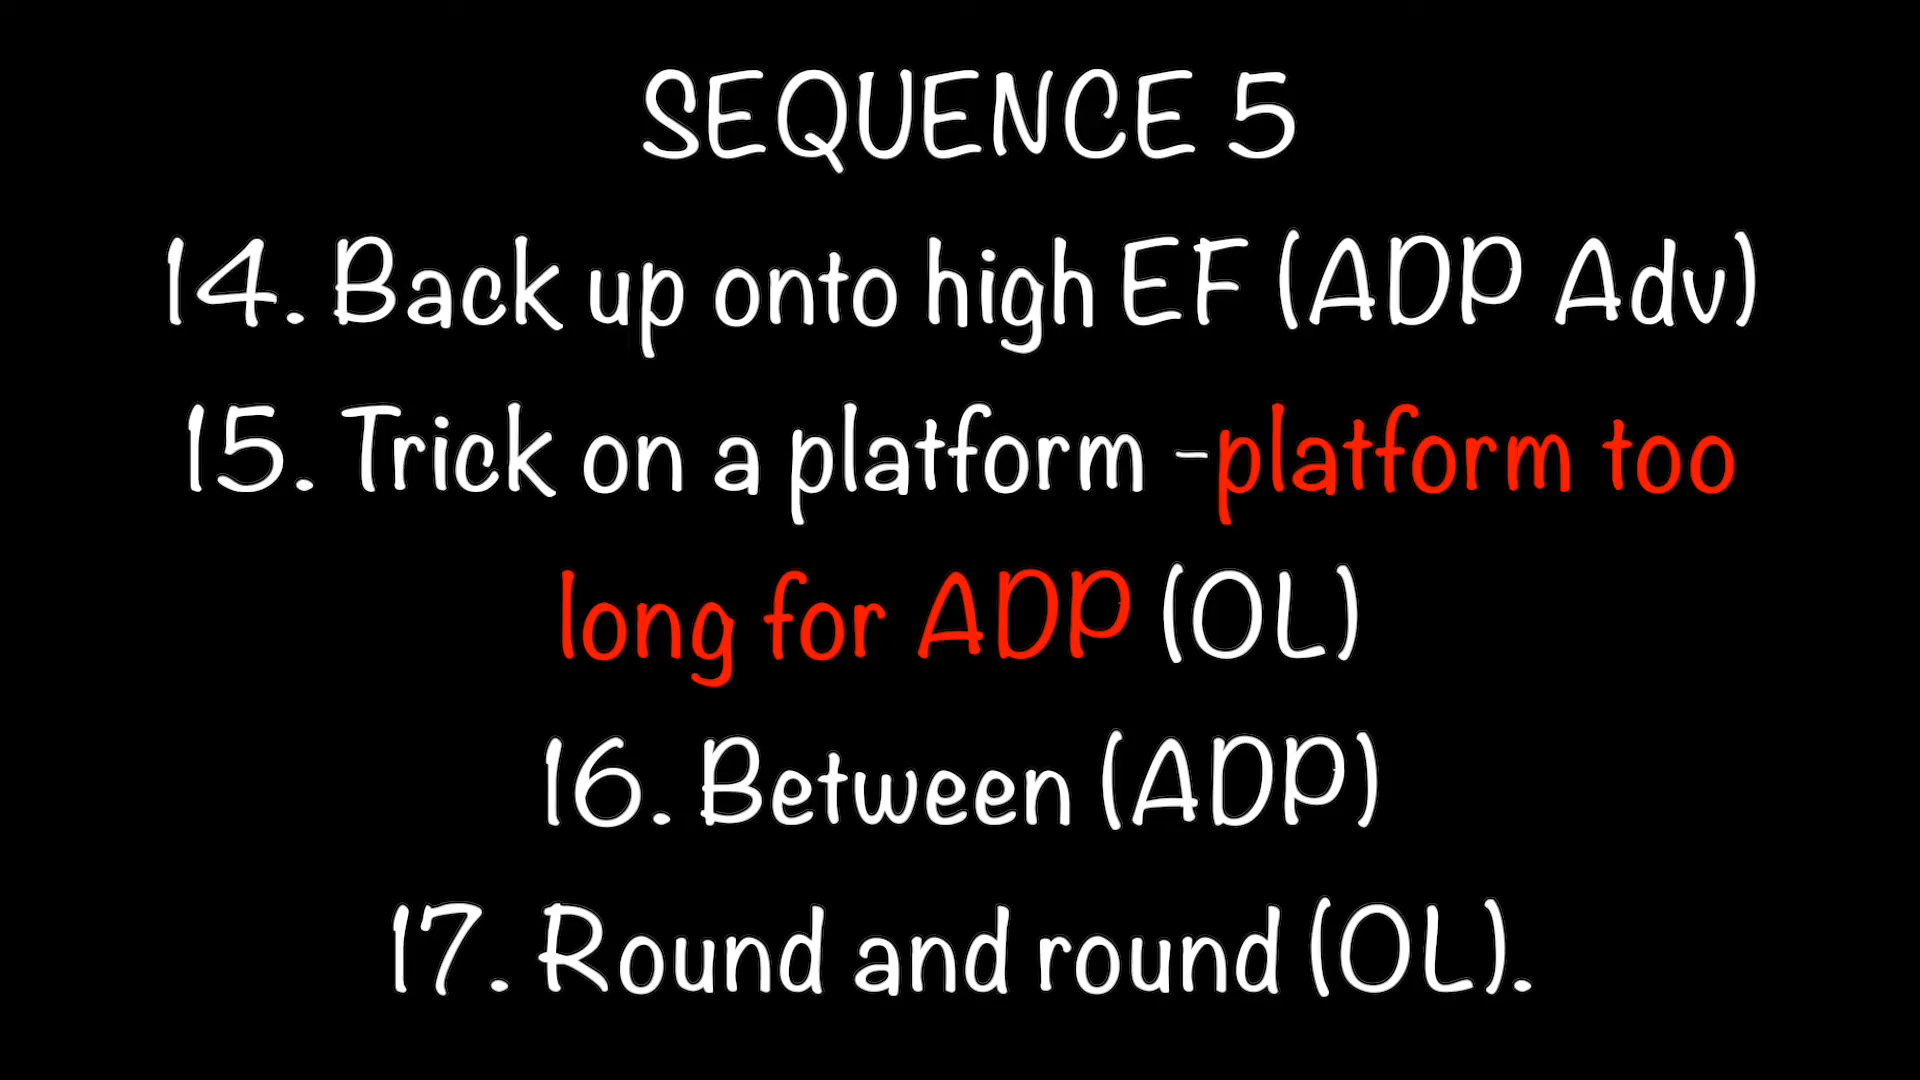 SEQUENCE 5
14. Back up onto high EF (ADP Adv)
15. Trick on a platform -platform too
long for ADP (OL)
16. Between (ADP)
17. Round and round (OL).